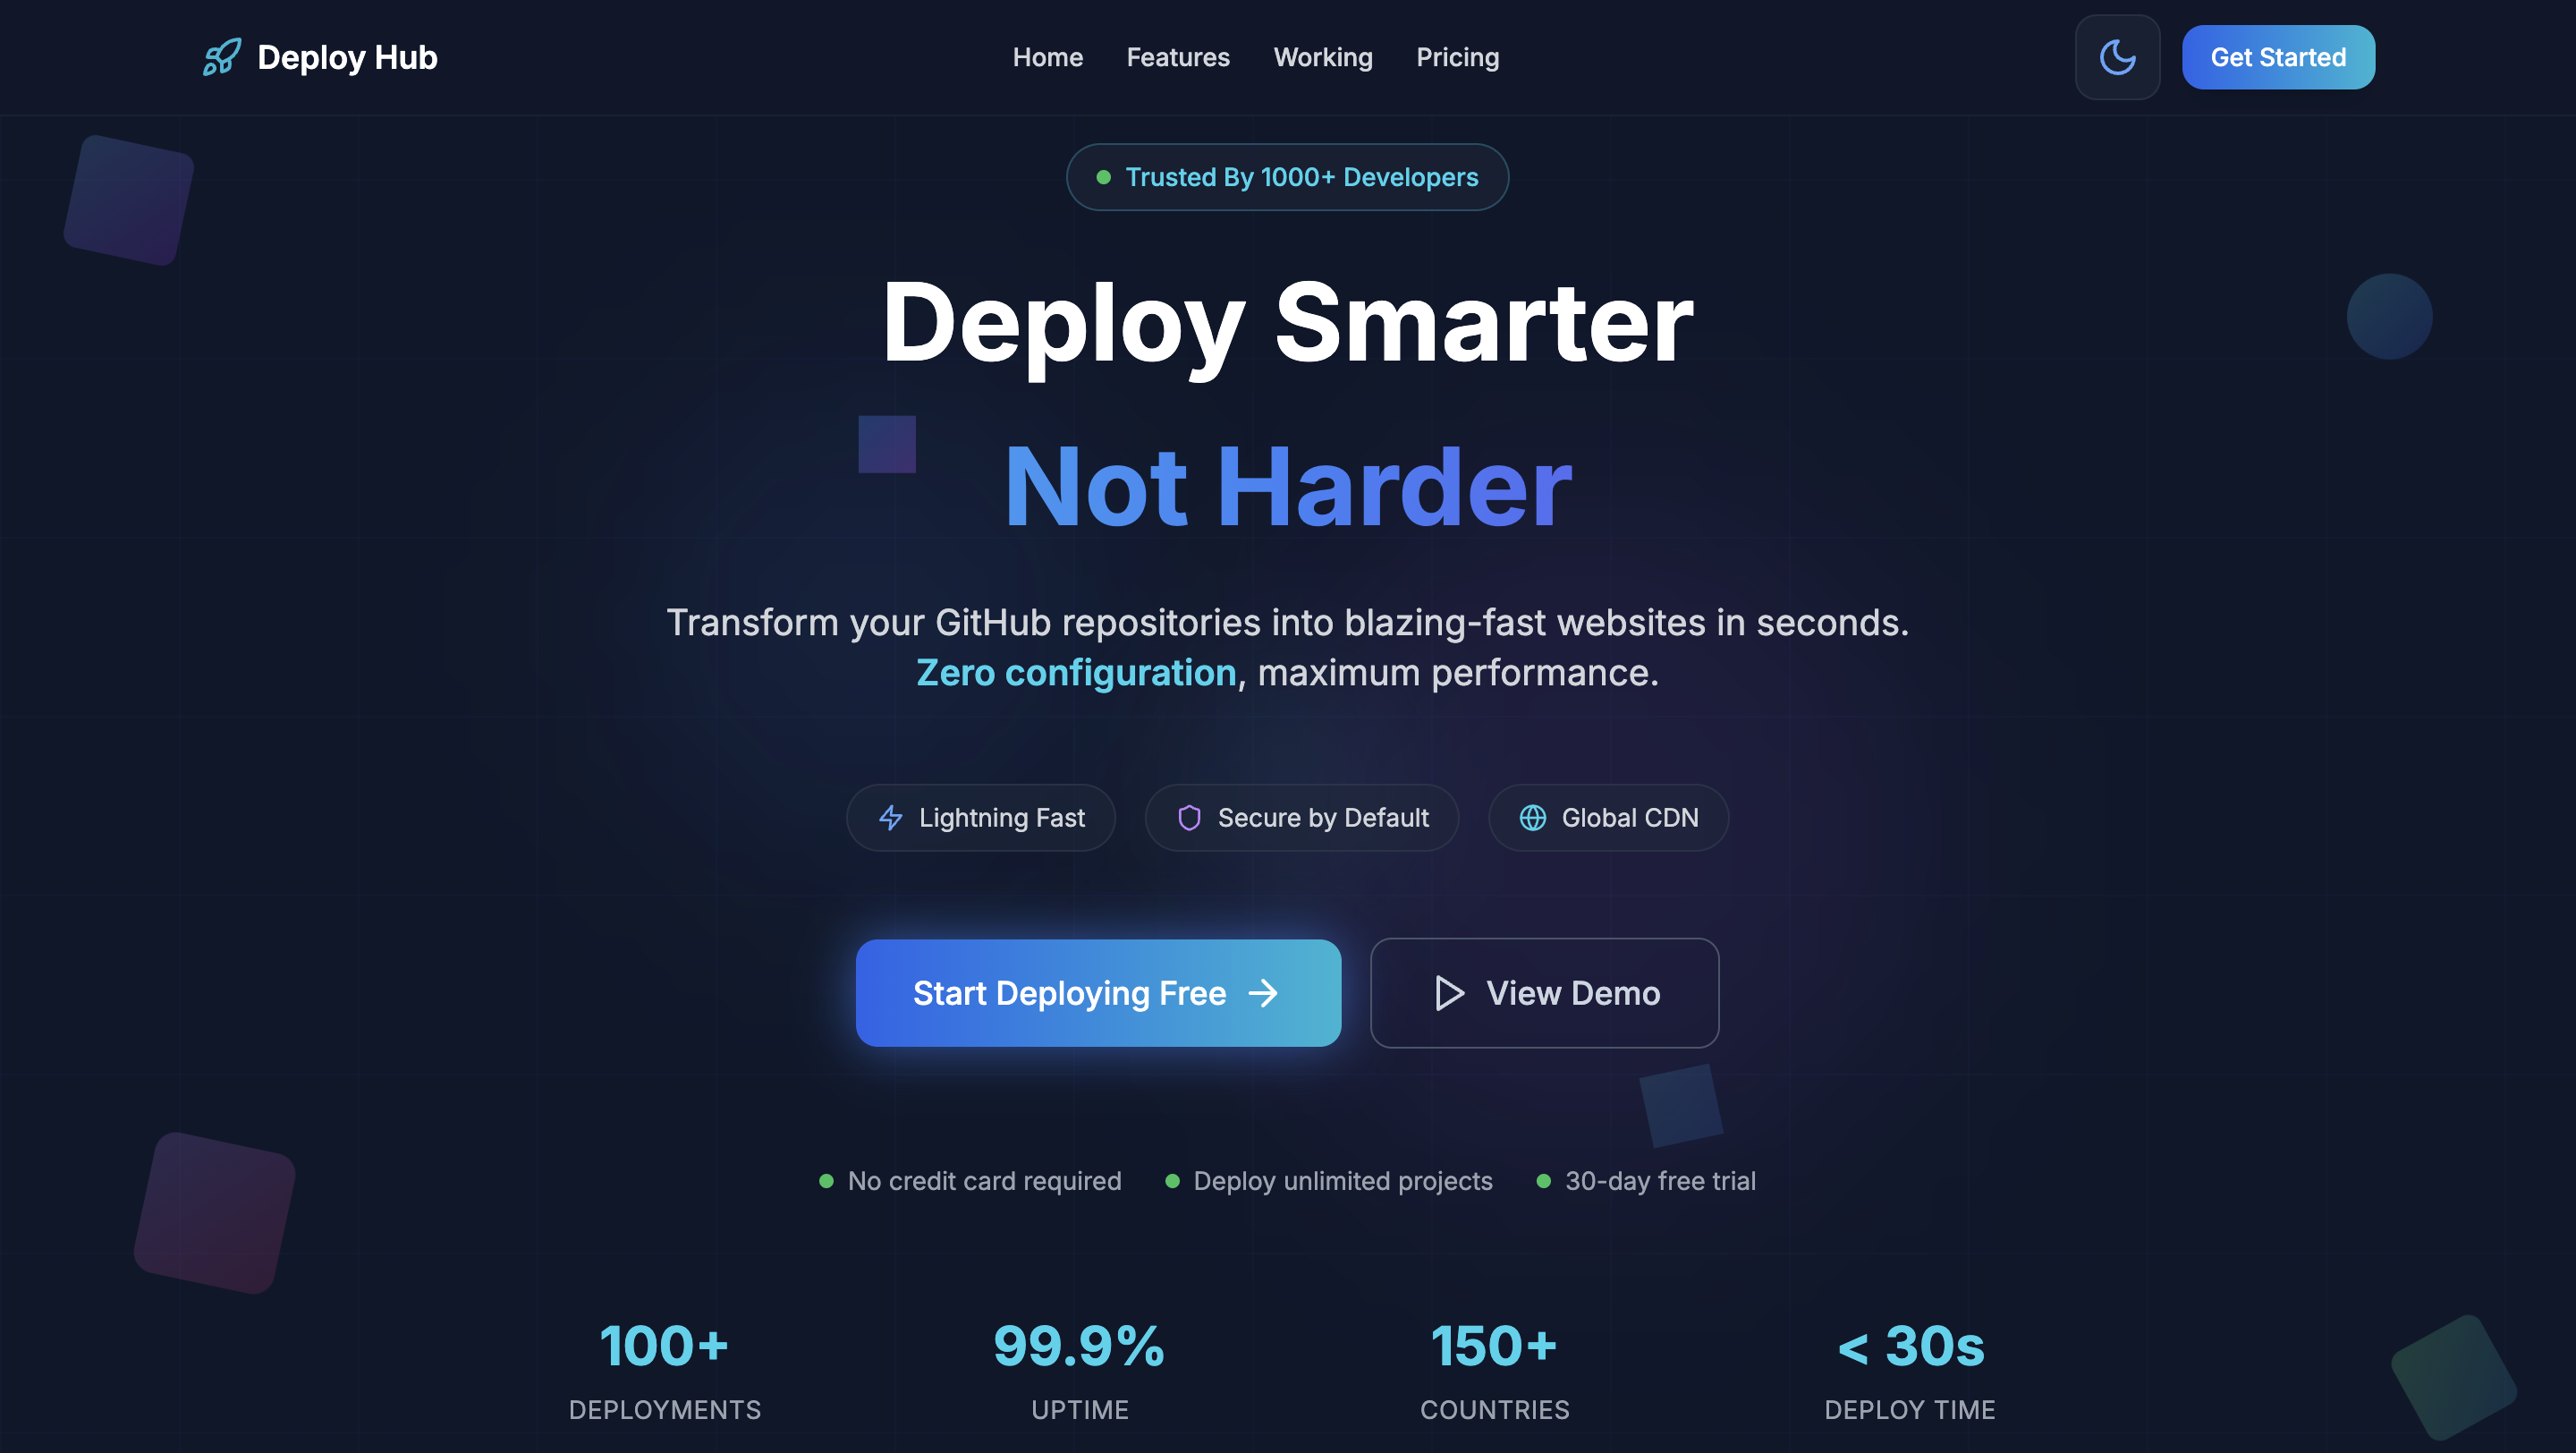 Deploy Hub
Home Features Working Pricing
Get Started
Trusted By 1000+ Developers
Deploy Smarter
Not Harder
Transform your GitHub repositories into blazing-fast websites in seconds.
Zero configuration, maximum performance.
Lightning Fast Secure by Default Global CDN
Start Deploying Free View Demo
No credit card required Deploy unlimited projects 30-day free trial
100+ 99.9% 150+ < 30s
DEPLOYMENTS UPTIME COUNTRIES DEPLOY TIME